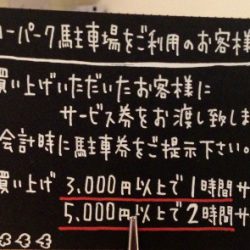 ーパーク駐車場をご利用のお客様
買い上げいただいたお客様に
サービス券をお渡し致しま
会計時に駐車券をご提示下さい。
買い上げ 3,000円以上で1時間サ
5,000円以上で2時間サ